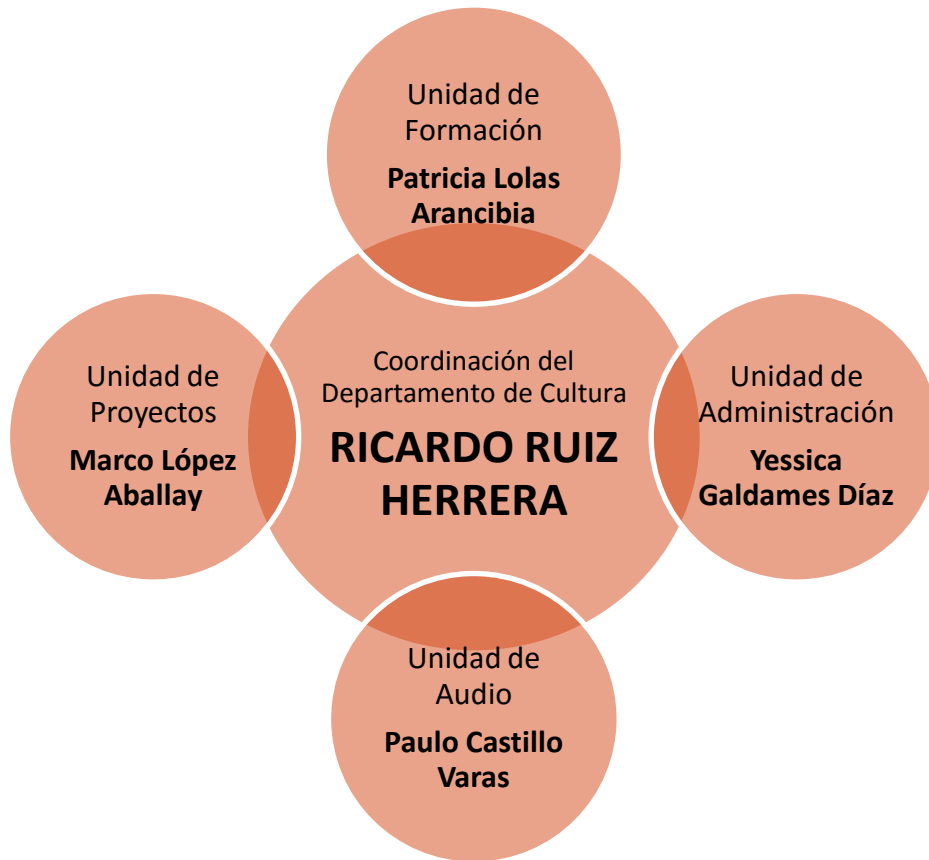 Unidad de
Formación
Patricia Lolas
Arancibia
Unidad de
Proyectos
Marco López
Aballay
Coordinación del
Departamento de Cultura
RICARDO RUIZ
HERRERA
Unidad de
Administración
Yessica
Galdames Díaz
Unidad de
Audio
Paulo Castillo
Varas